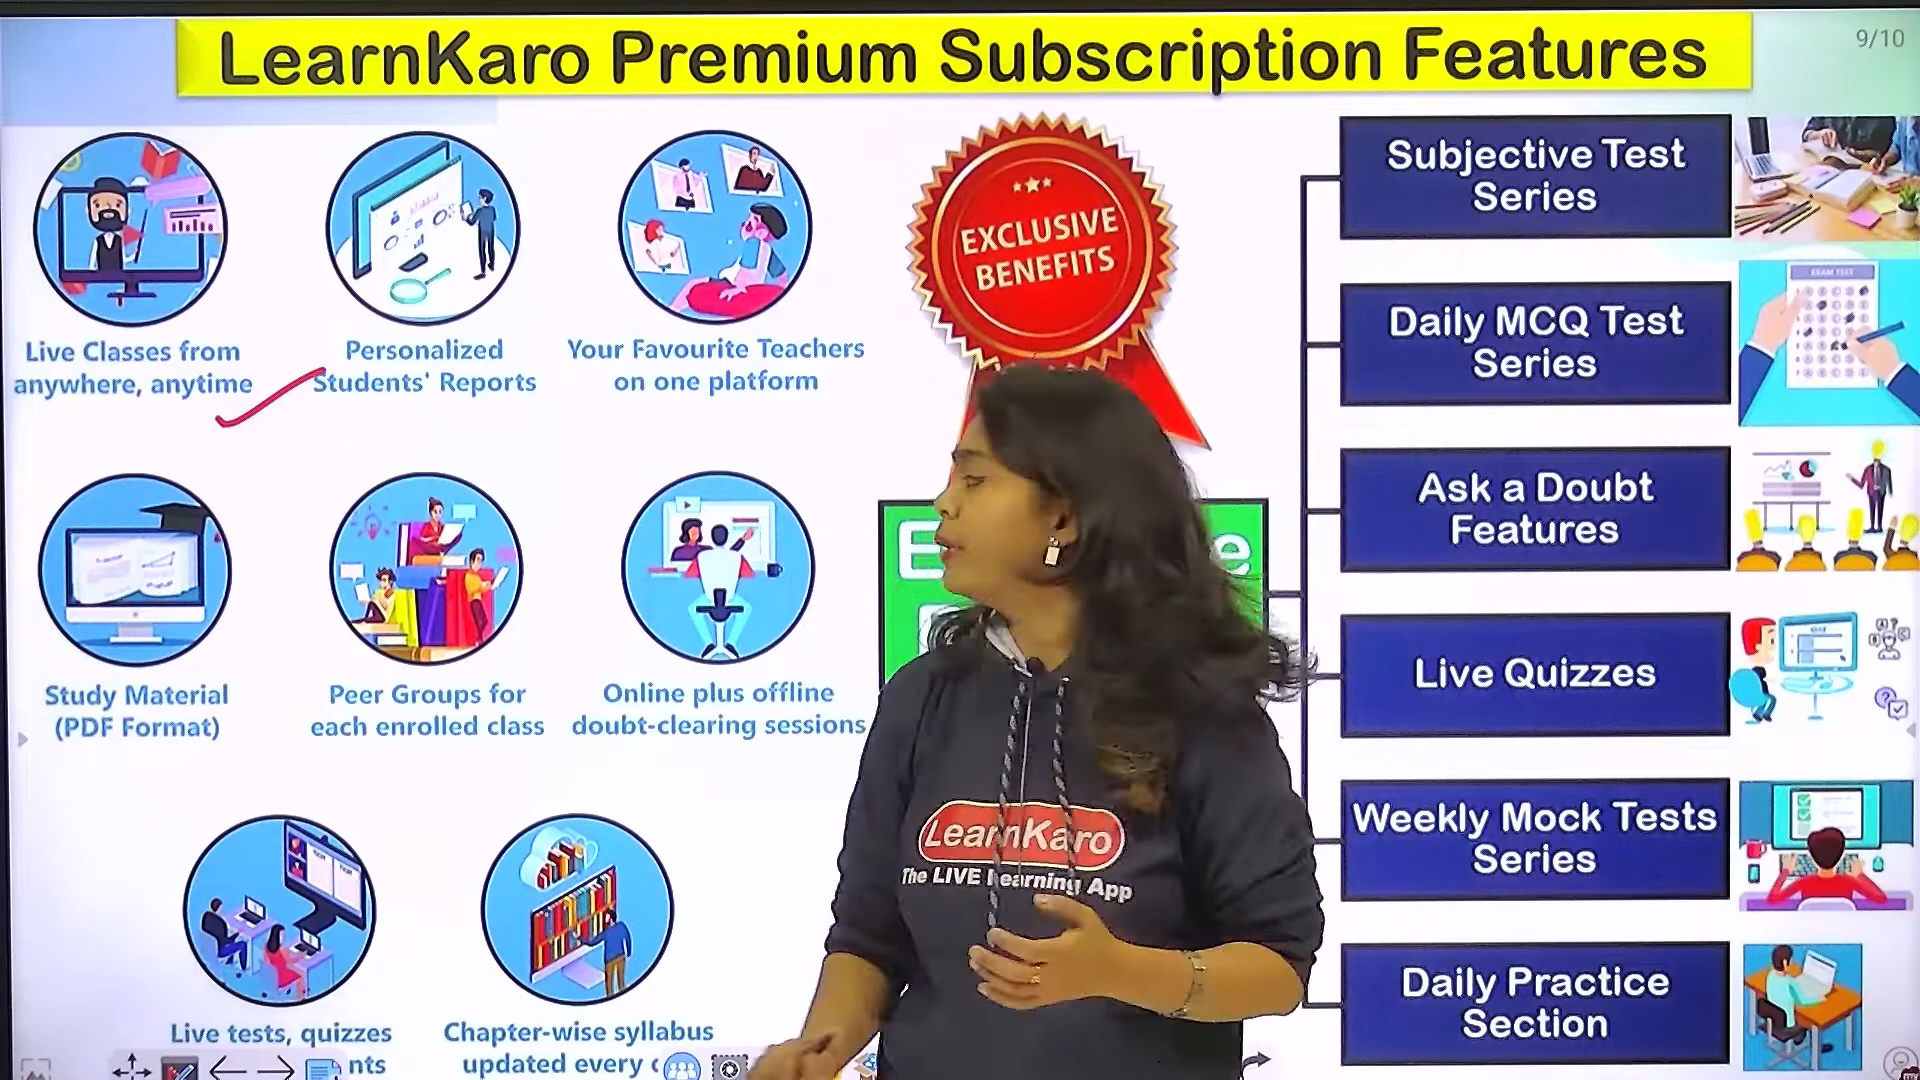 LearnKaro Premium Subscription Features
9/10
Live Classes from
anywhere, anytime
Personalized
Students' Reports
Your Favourite Teachers
on one platform
EXCLUSIVE
BENEFITS
Study Material
(PDF Format)
Peer Groups for
each enrolled class
Online plus offline
doubt-clearing sessions
Live tests, quizzes
Chapter-wise syllabus
updated every
LearnKaro
The LIVE Learning App
Subjective Test
Series
Daily MCQ Test
Series
EXAM TEST
Ask a Doubt
Features
Live Quizzes
Weekly Mock Tests
Series
Daily Practice
Section